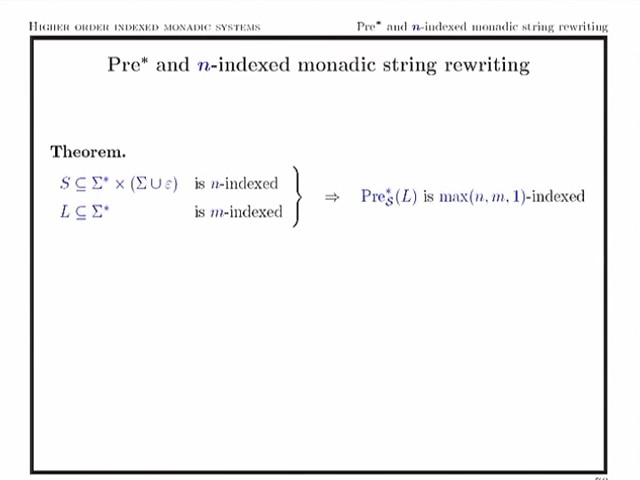 Higher order indexed monadic systems
Pre* and n-indexed monadic string rewriting
Pre* and n-indexed monadic string rewriting
Theorem.
S ⊆ Σ* × (Σ ∪ ε) is n-indexed
L ⊆ Σ* is m-indexed
} ⇒ Pre*_S(L) is max(n, m, 1)-indexed